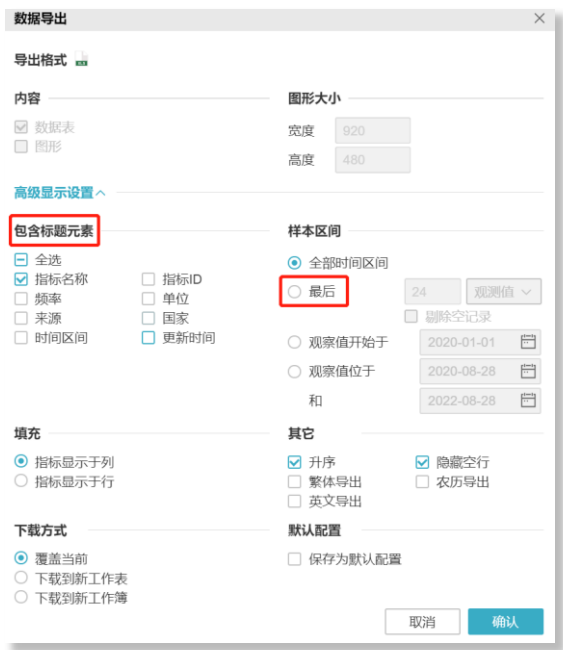 数据导出
导出格式
内容
数据表
图形
图形大小
宽度 920
高度 480
高级显示设置
包含标题元素
全选
指标名称 指标ID
频率 单位
来源 国家
时间区间 更新时间
样本区间
全部时间区间
最后 24 观测值
剔除空记录
观察值开始于 2020-01-01
观察值位于 2020-08-28
和 2022-08-28
填充
指标显示于列
指标显示于行
其它
升序 隐藏空行
繁体导出 农历导出
英文导出
下载方式
覆盖当前
下载到新工作表
下载到新工作簿
默认配置
保存为默认配置
取消 确认